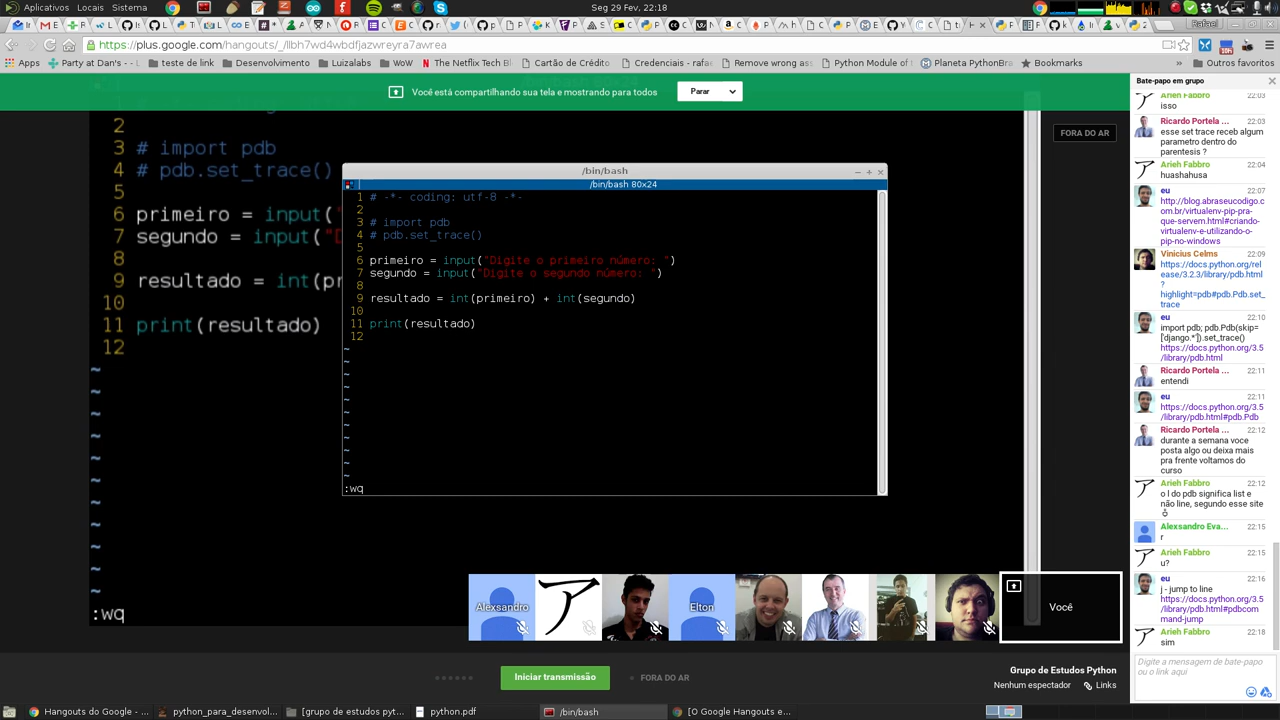 Aplicativos Locais Sistema
Seg 29 Fev, 22:18
Rafael
https://plus.google.com/hangouts/_/llbh7wd4wbdfjazwreyra7awrea
Apps
Party at Dan's - - L
teste de link
Desenvolvimento
Luizalabs
WoW
The Netflix Tech Bl
Cartão de Crédito
Credenciais - rafae
Remove wrong ass
Python Module of t
Planeta PythonBra
Bookmarks
»
Outros favoritos
Você está compartilhando sua tela e mostrando para todos
Parar
FORA DO AR
2
3 # import pdb
4 # pdb.set_trace()
5
6 primeiro = input("
7 segundo = input("D
8
9 resultado = int(pr
10
11 print(resultado)
12
~
~
~
~
~
~
~
~
~
~
~
:wq
/bin/bash
/bin/bash 80x24
1 # -*- coding: utf-8 -*-
2
3 # import pdb
4 # pdb.set_trace()
5
6 primeiro = input("Digite o primeiro número: ")
7 segundo = input("Digite o segundo número: ")
8
9 resultado = int(primeiro) + int(segundo)
10
11 print(resultado)
12
~
~
~
~
~
~
~
~
~
~
~
:wq
Alexsandro
ア
Elton
Você
Iniciar transmissão
FORA DO AR
Grupo de Estudos Python
Nenhum espectador
Links
Bate-papo em grupo
Arieh Fabbro 22:03
isso
Ricardo Portela ... 22:03
esse set trace receb algum
parametro dentro do
parentesis ?
Arieh Fabbro 22:04
huashahusa
eu 22:07
http://blog.abraseucodigo.c
om.br/virtualenv-pip-pra-
que-servem.html#criando-
virtualenv-e-utilizando-o-
pip-no-windows
Vinicius Celms 22:09
https://docs.python.org/rel
ease/3.2.3/library/pdb.html
?
highlight=pdb#pdb.Pdb.set_
trace
eu 22:10
import pdb; pdb.Pdb(skip=
['django.*']).set_trace()
https://docs.python.org/3.5
/library/pdb.html
Ricardo Portela ... 22:11
entendi
eu 22:11
https://docs.python.org/3.5
/library/pdb.html#pdb.Pdb
Ricardo Portela ... 22:12
durante a semana voce
posta algo ou deixa mais
pra frente voltamos do
curso
Arieh Fabbro 22:12
o l do pdb significa list e
não line, segundo esse site
Alexsandro Eva... 22:15
r
Arieh Fabbro 22:15
u?
eu 22:16
j - jump to line
https://docs.python.org/3.5
/library/pdb.html#pdbcom
mand-jump
Arieh Fabbro 22:18
sim
Digite a mensagem de bate-papo
ou o link aqui
Hangouts do Google - ...
python_para_desenvol...
[grupo de estudos pyt...
python.pdf
/bin/bash
[O Google Hangouts e...